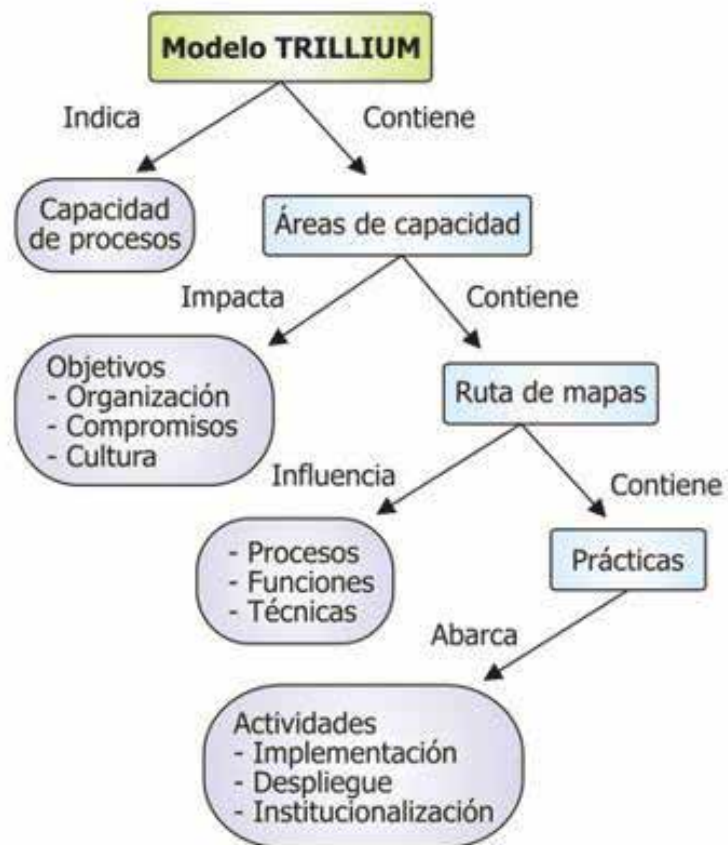 Modelo TRILLIUM
Indica
Contiene
Capacidad
de procesos
Áreas de capacidad
Impacta
Contiene
Objetivos
- Organización
- Compromisos
- Cultura
Ruta de mapas
Influencia
Contiene
- Procesos
- Funciones
- Técnicas
Prácticas
Abarca
Actividades
- Implementación
- Despliegue
- Institucionalización